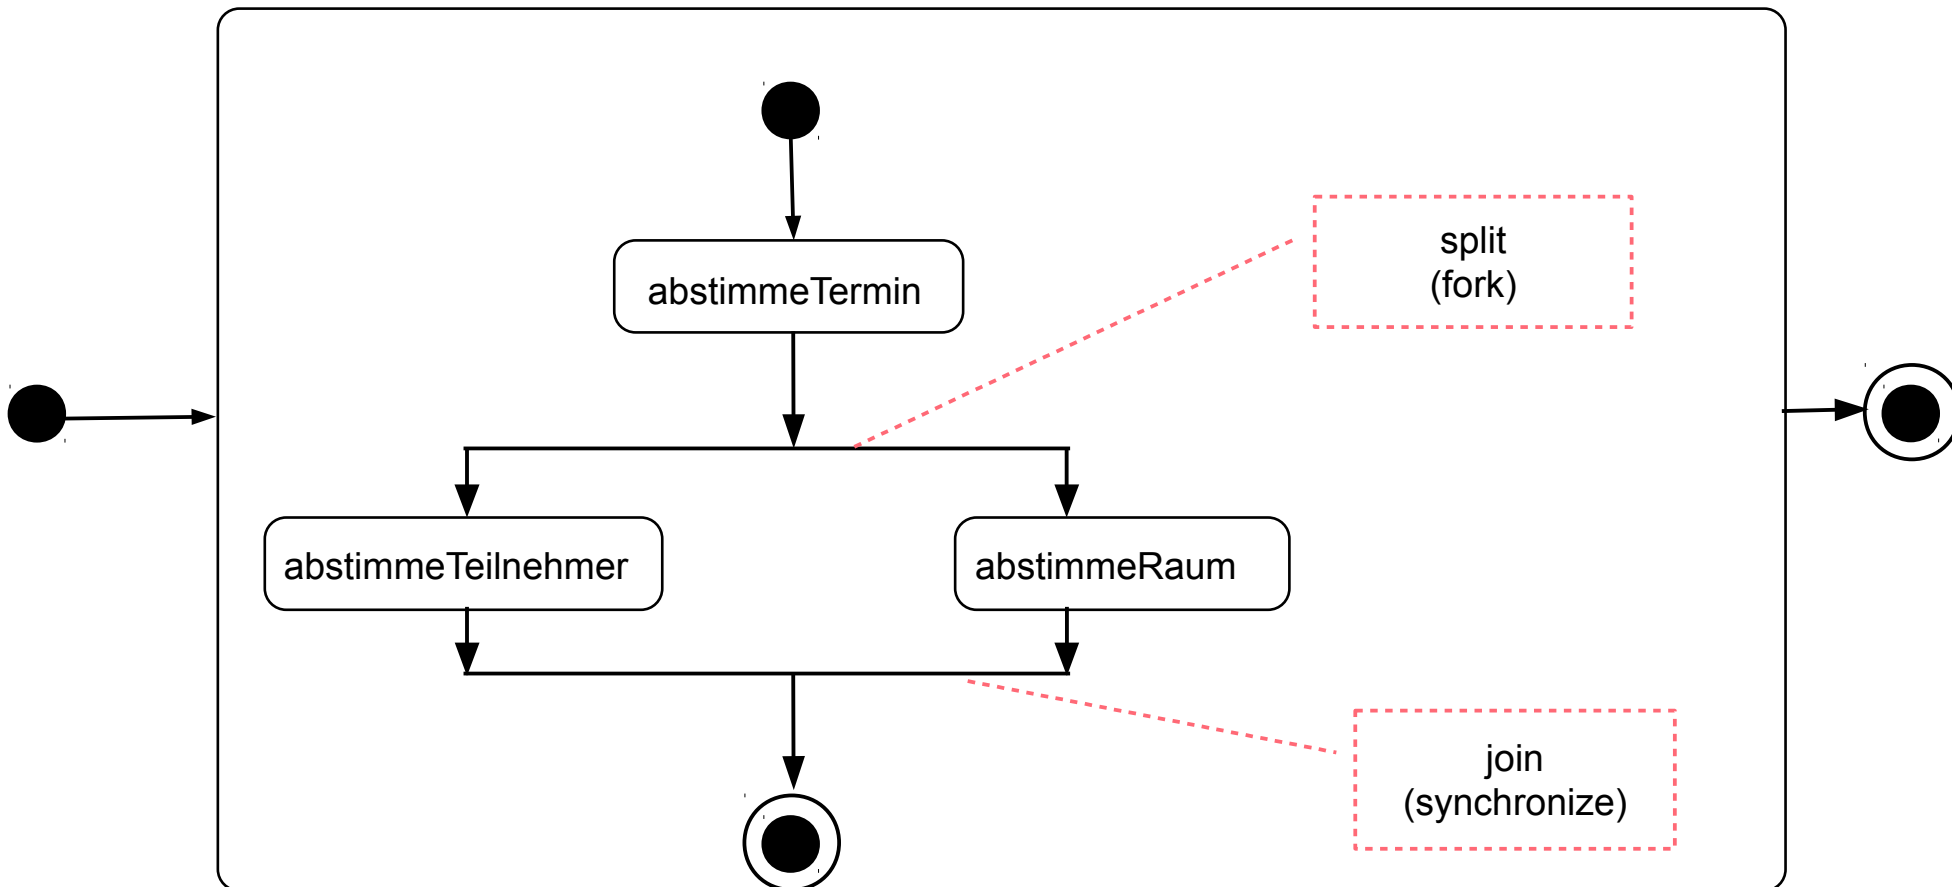 split
(fork)
abstimmeTermin
abstimmeTeilnehmer
abstimmeRaum
join
(synchronize)